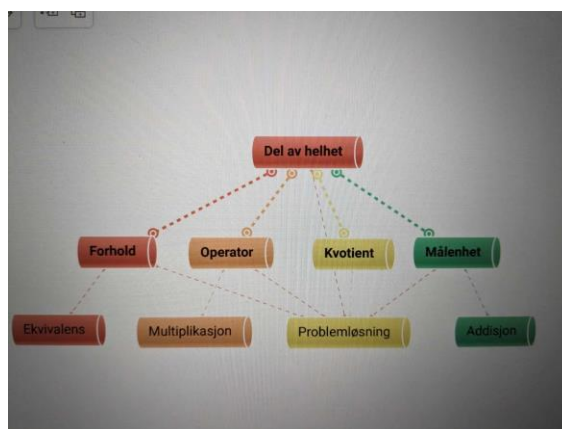 Del av helhet
Forhold
Operator
Kvotient
Målenhet
Ekvivalens
Multiplikasjon
Problemløsning
Addisjon